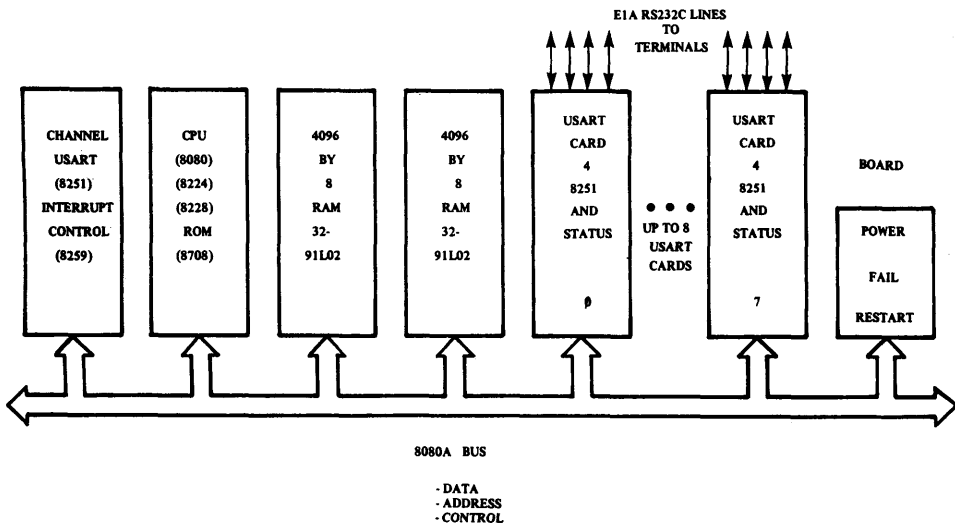 E1A RS232C LINES
TO
TERMINALS
CHANNEL
USART
(8251)
INTERRUPT
CONTROL
(8259)
CPU
(8080)
(8224)
(8228)
ROM
(8708)
4096
BY
8
RAM
32-
91L02
4096
BY
8
RAM
32-
91L02
USART
CARD
4
8251
AND
STATUS
0
• • •
UP TO 8
USART
CARDS
USART
CARD
4
8251
AND
STATUS
7
BOARD
POWER
FAIL
RESTART
8080A BUS
- DATA
- ADDRESS
- CONTROL